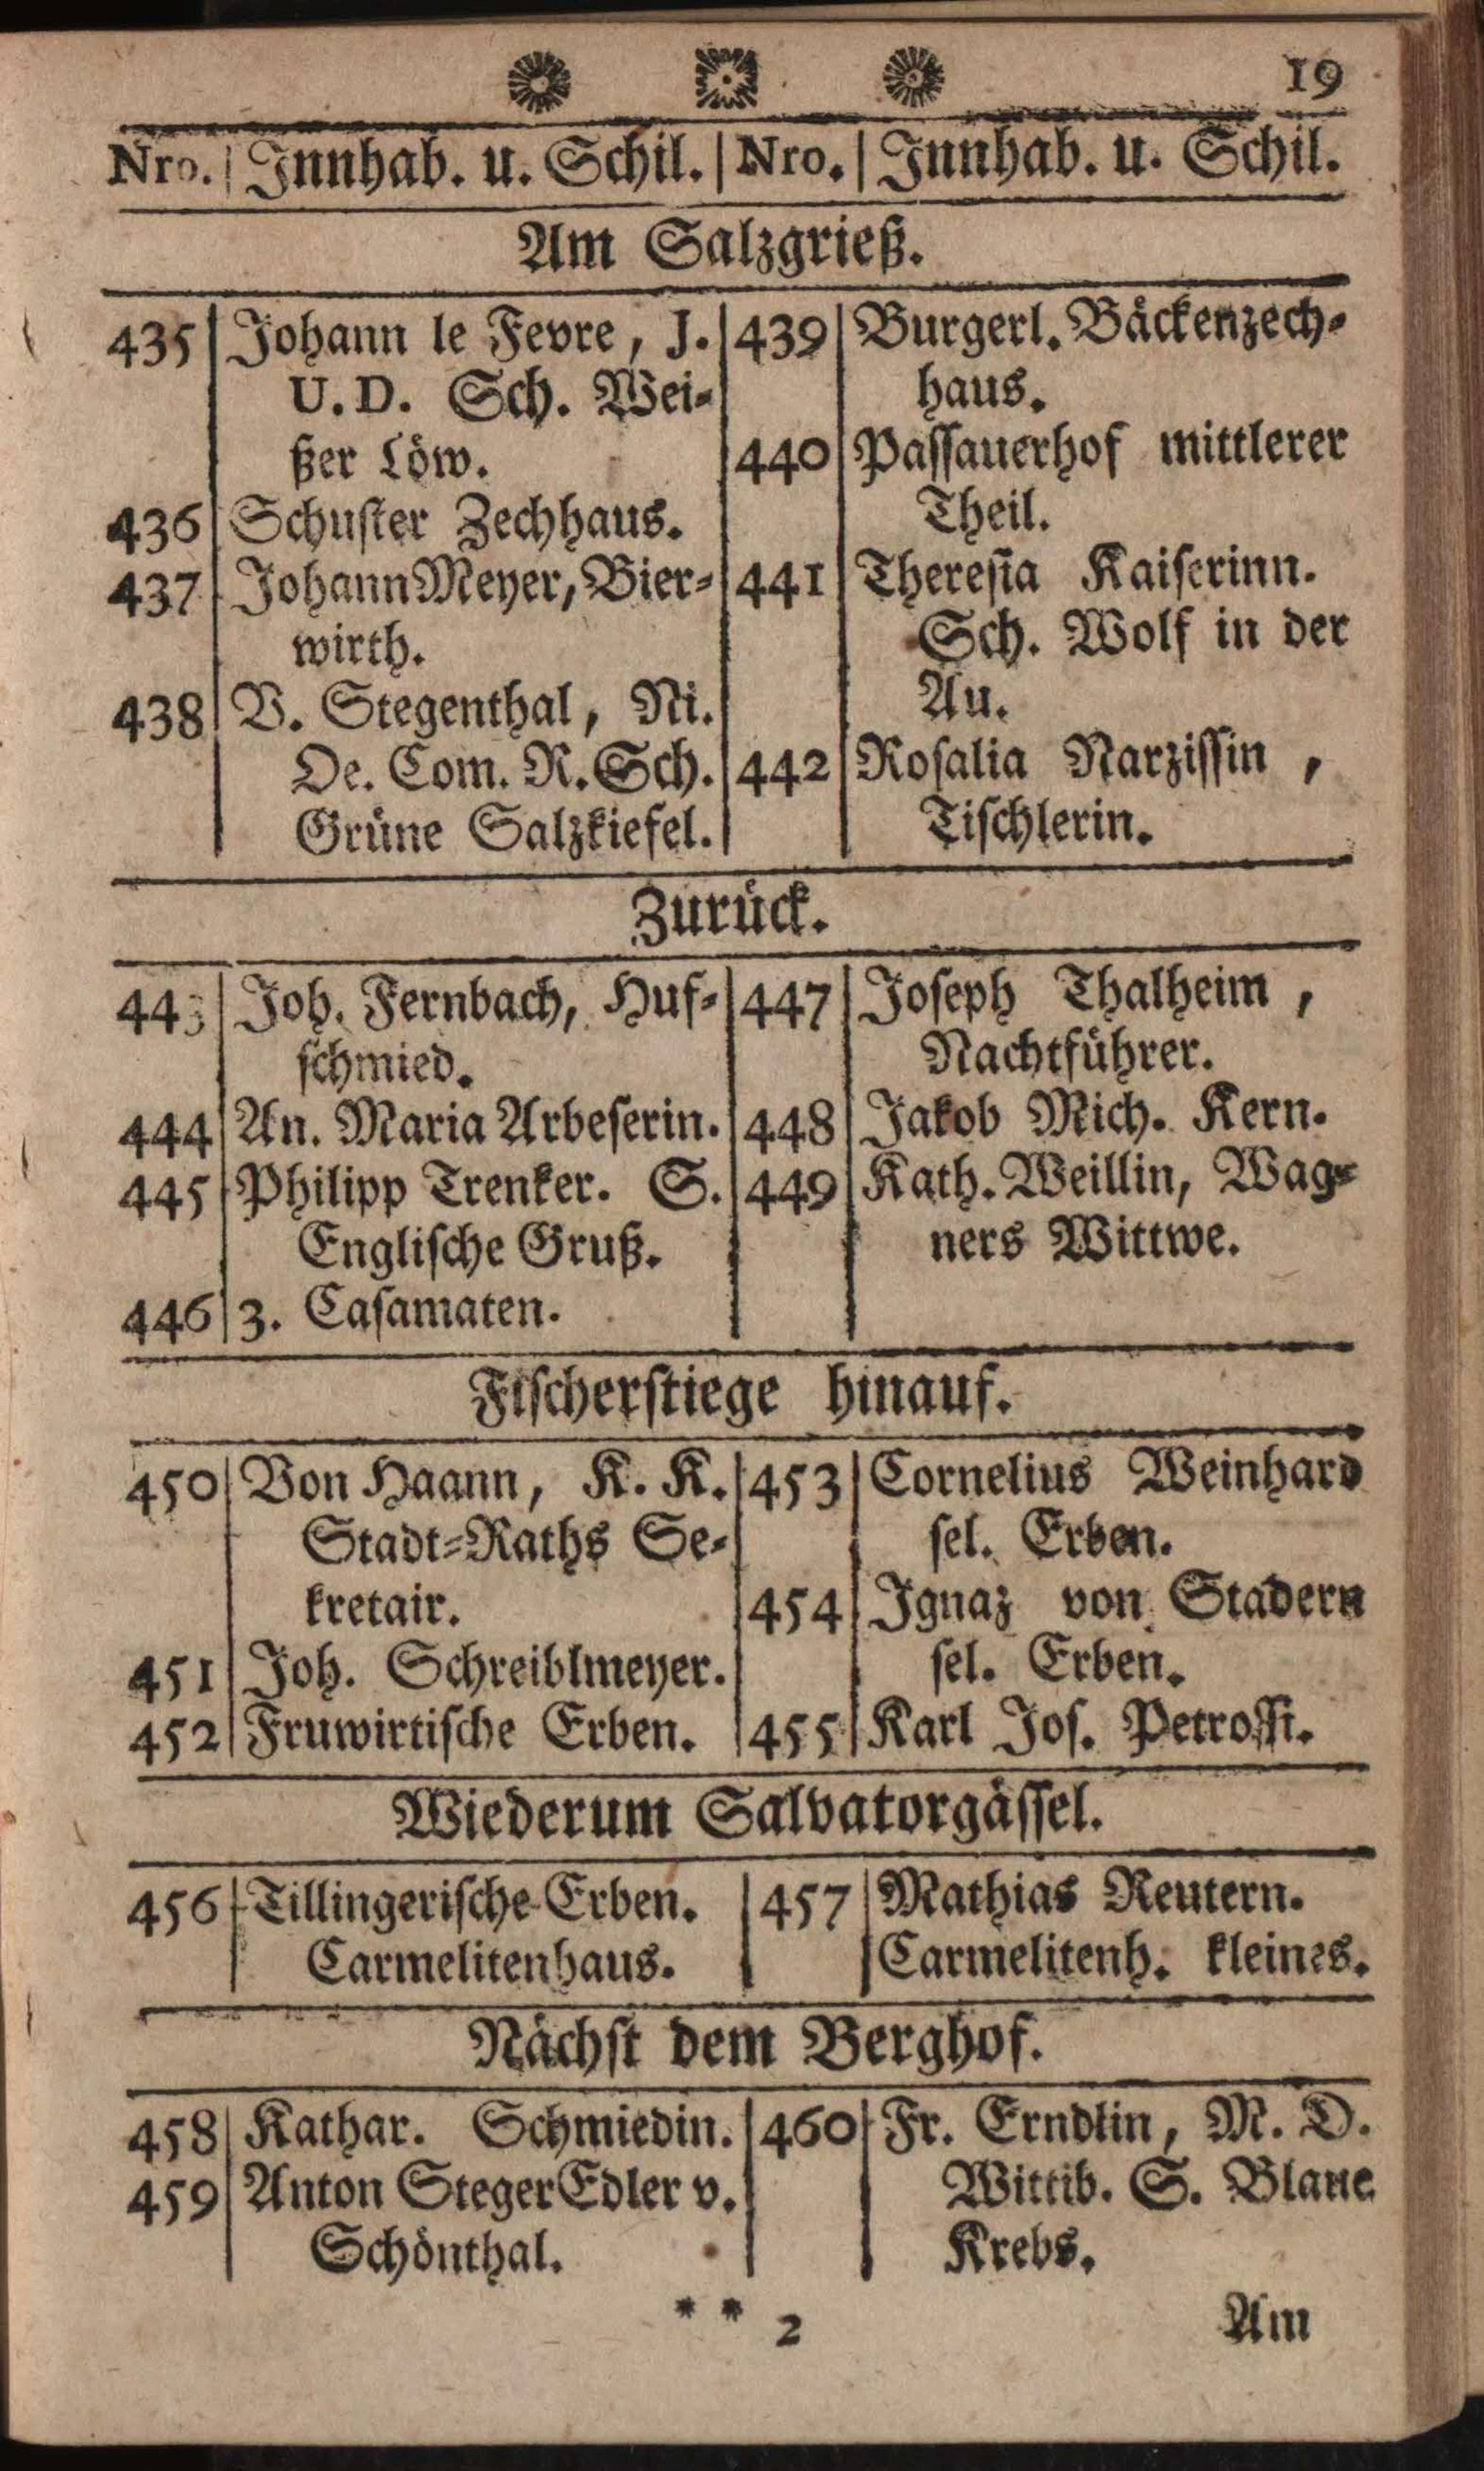 19
Nro. | Innhab. u. Schil. | Nro. | Innhab. u. Schil.
Am Salzgrieß.
435 Johann le Fevre, J.
U. D. Sch. Wei-
ßer Löw.
436 Schuster Zechhaus.
437 Johann Meyer, Bier-
wirth.
438 V. Stegenthal, Ni.
Oe. Com. R. Sch.
Grüne Salzkiefel.
439 Burgerl. Bäckenzech-
haus.
440 Passauerhof mittlerer
Theil.
441 Theresia Kaiserinn.
Sch. Wolf in der
Au.
442 Rosalia Narzissin,
Tischlerin.
Zurück.
443 Joh. Fernbach, Huf-
schmied.
444 An. Maria Arbeserin.
445 Philipp Trenker. S.
Englische Gruß.
446 3. Casamaten.
447 Joseph Thalheim,
Nachtführer.
448 Jakob Mich. Kern.
449 Kath. Weillin, Wag-
ners Wittwe.
Fischerstiege hinauf.
450 Von Haann, K. K.
Stadt-Raths Se-
kretair.
451 Joh. Schreiblmeyer.
452 Fruwirtische Erben.
453 Cornelius Weinhard
sel. Erben.
454 Ignaz von Stadern
sel. Erben.
455 Karl Jos. Petrossi.
Wiederum Salvatorgässel.
456 Tillingerische Erben.
Carmelitenhaus.
457 Mathias Reutern.
Carmelitenh. kleines.
Nächst dem Berghof.
458 Kathar. Schmiedin.
459 Anton Steger Edler v.
Schönthal.
460 Fr. Erndlin, M. D.
Wittib. S. Blaue
Krebs.
* * 2
Am